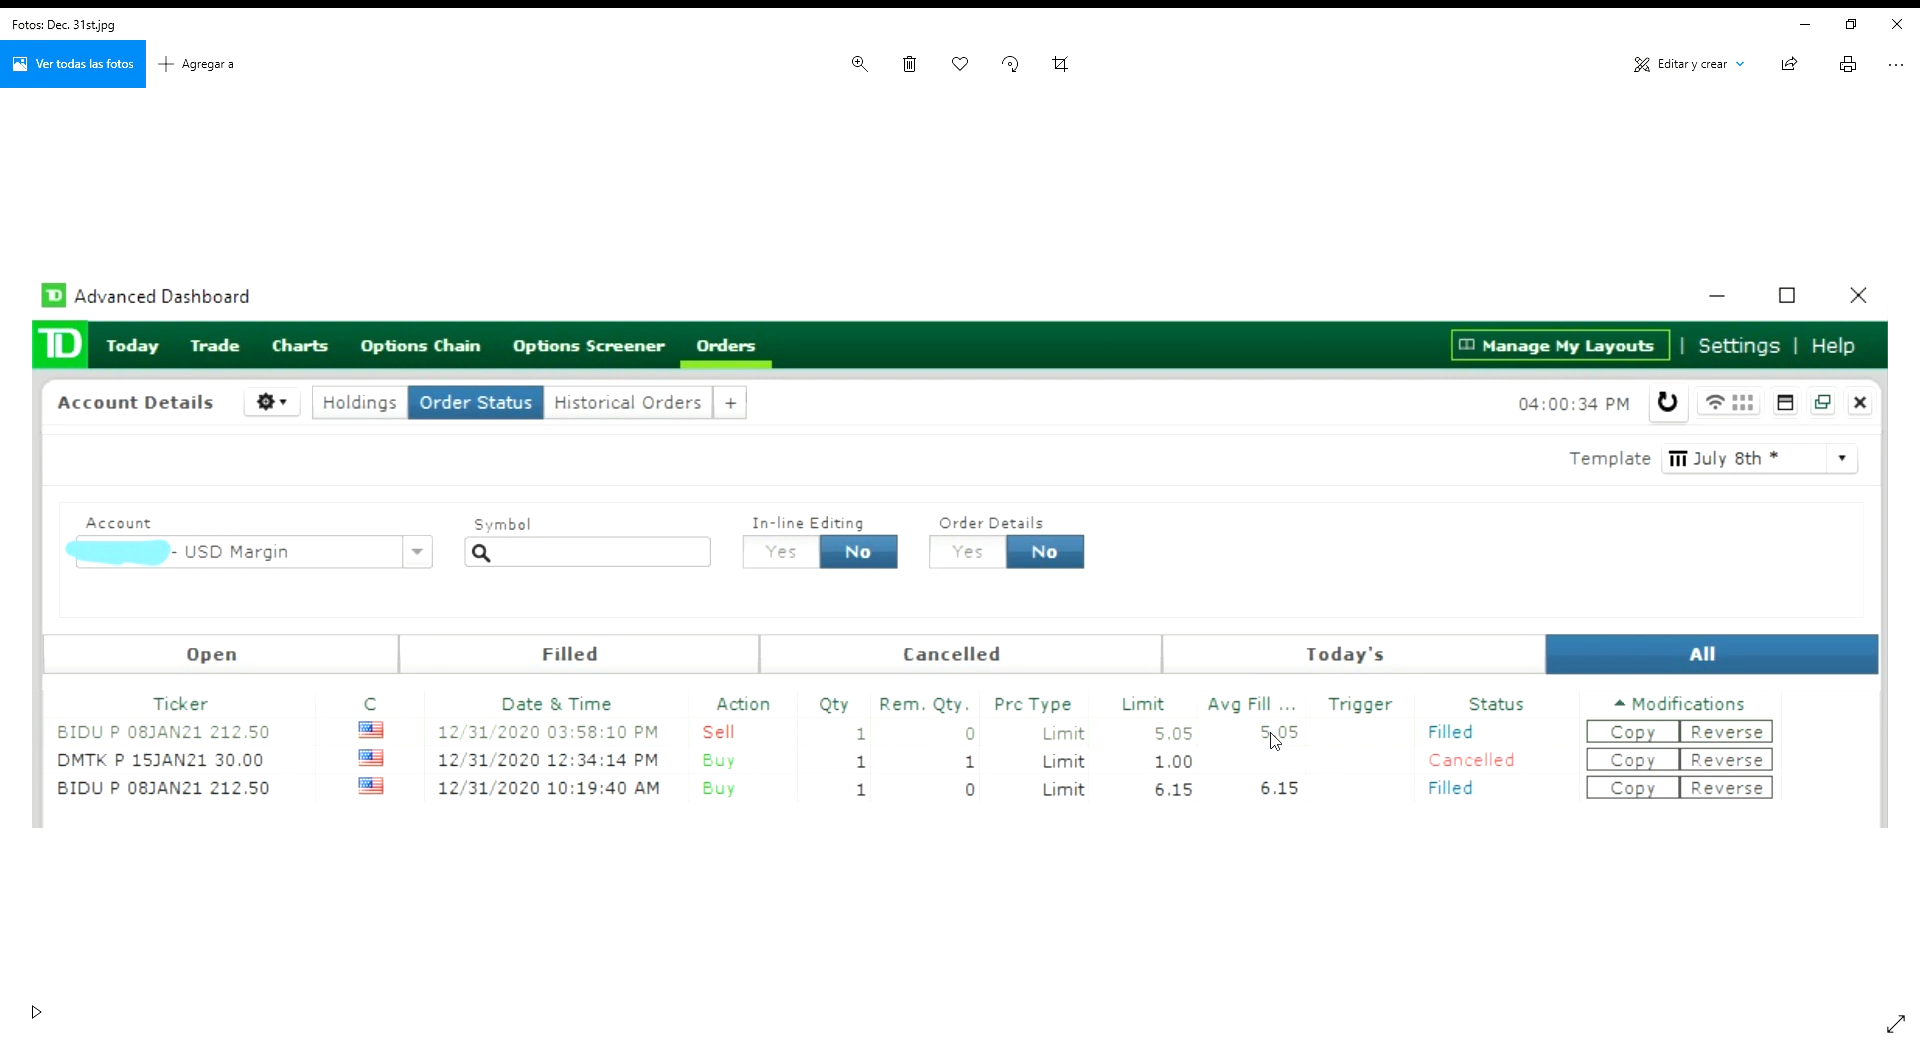 Fotos: Dec. 31st.jpg
Ver todas las fotos
Agregar a
Editar y crear
TD Advanced Dashboard
TD Today Trade Charts Options Chain Options Screener Orders Manage My Layouts | Settings | Help
Account Details Holdings Order Status Historical Orders + 04:00:34 PM
Template July 8th *
Account Symbol In-line Editing Order Details
- USD Margin Yes No Yes No
Open Filled Cancelled Today's All
Ticker C Date & Time Action Qty Rem. Qty. Prc Type Limit Avg Fill ... Trigger Status Modifications
BIDU P 08JAN21 212.50 12/31/2020 03:58:10 PM Sell 1 0 Limit 5.05 5.05 Filled Copy Reverse
DMTK P 15JAN21 30.00 12/31/2020 12:34:14 PM Buy 1 1 Limit 1.00 Cancelled Copy Reverse
BIDU P 08JAN21 212.50 12/31/2020 10:19:40 AM Buy 1 0 Limit 6.15 6.15 Filled Copy Reverse